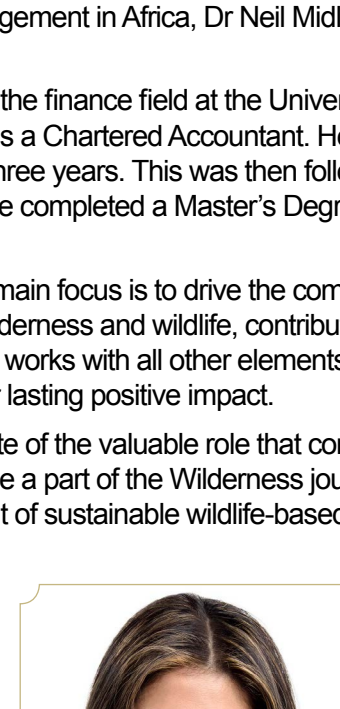 gement in Africa, Dr Neil Midl
the finance field at the Univer
s a Chartered Accountant. He
hree years. This was then follo
e completed a Master's Degr
main focus is to drive the com
derness and wildlife, contribu
works with all other elements
lasting positive impact.
te of the valuable role that con
e a part of the Wilderness jou
t of sustainable wildlife-based